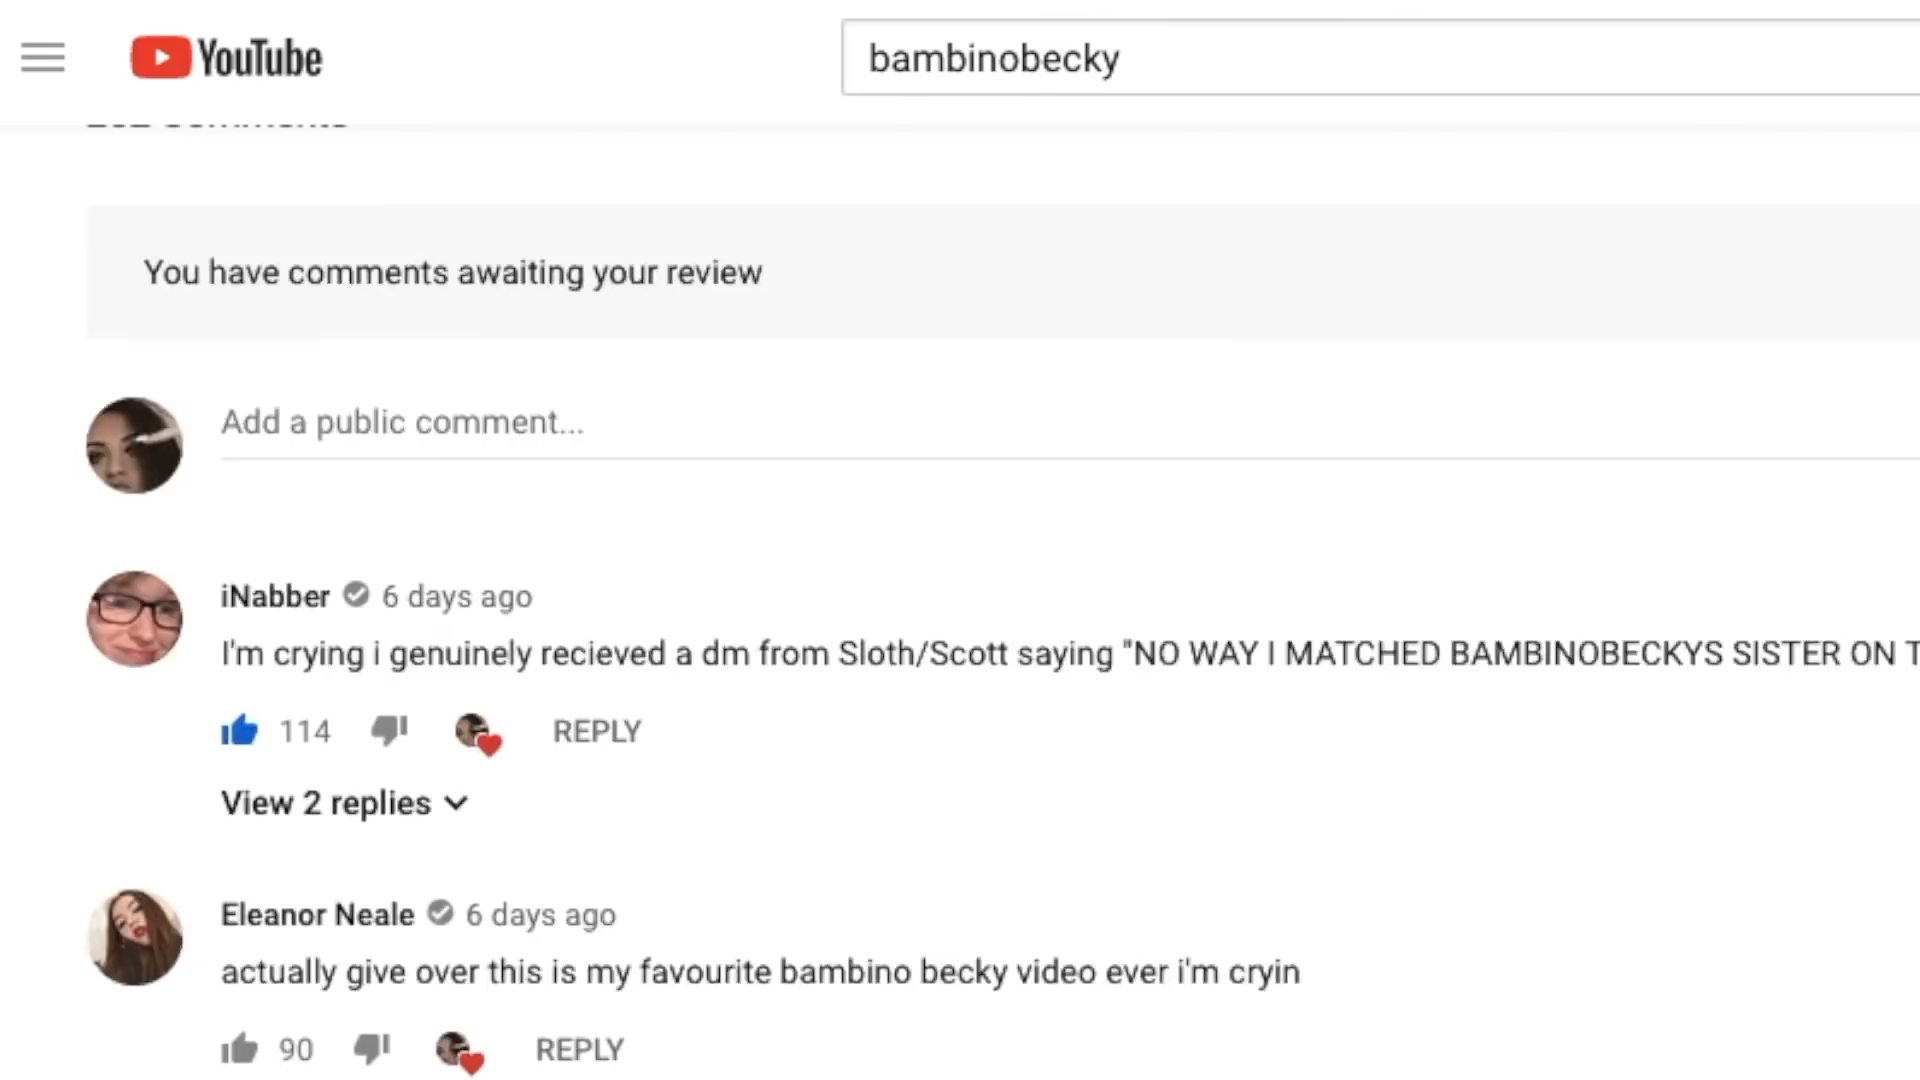 YouTube
bambinobecky
Comments
You have comments awaiting your review
Add a public comment...
iNabber 6 days ago
I'm crying i genuinely recieved a dm from Sloth/Scott saying "NO WAY I MATCHED BAMBINOBECKYS SISTER ON T
114 REPLY
View 2 replies
Eleanor Neale 6 days ago
actually give over this is my favourite bambino becky video ever i'm cryin
90 REPLY